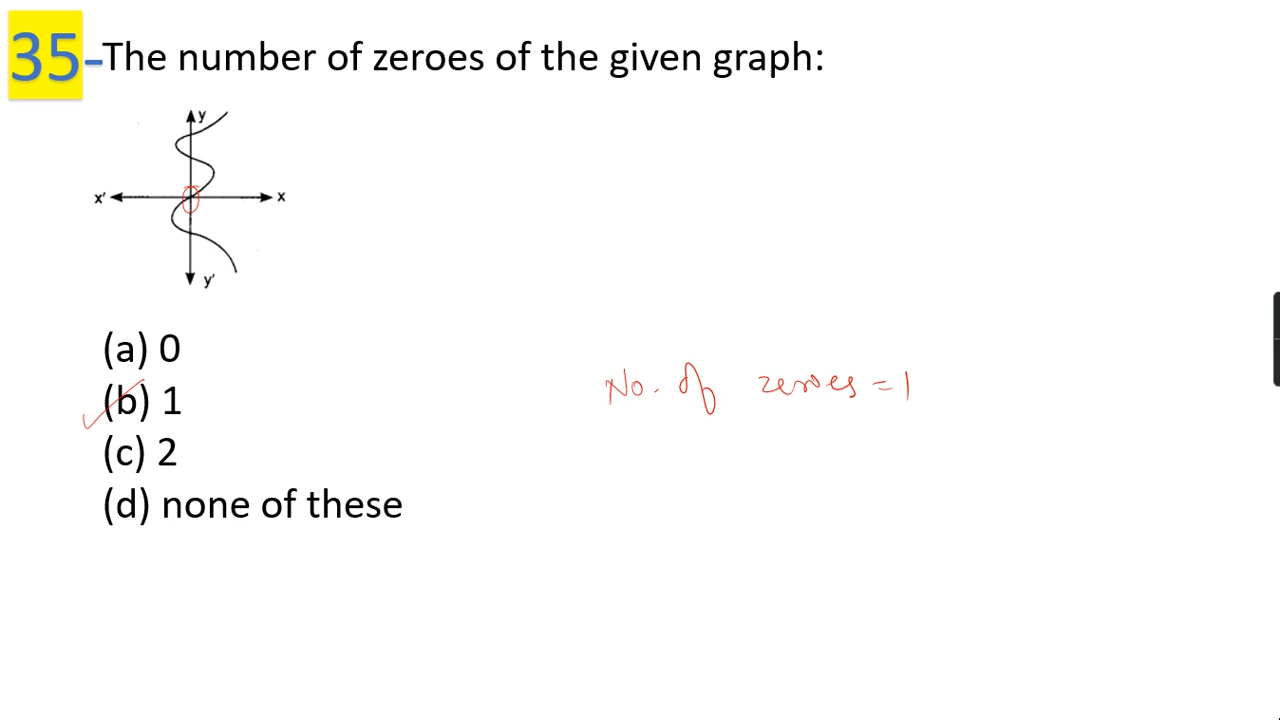 35-The number of zeroes of the given graph:
y
x' x
y'
(a) 0
(b) 1
No. of zeroes = 1
(c) 2
(d) none of these